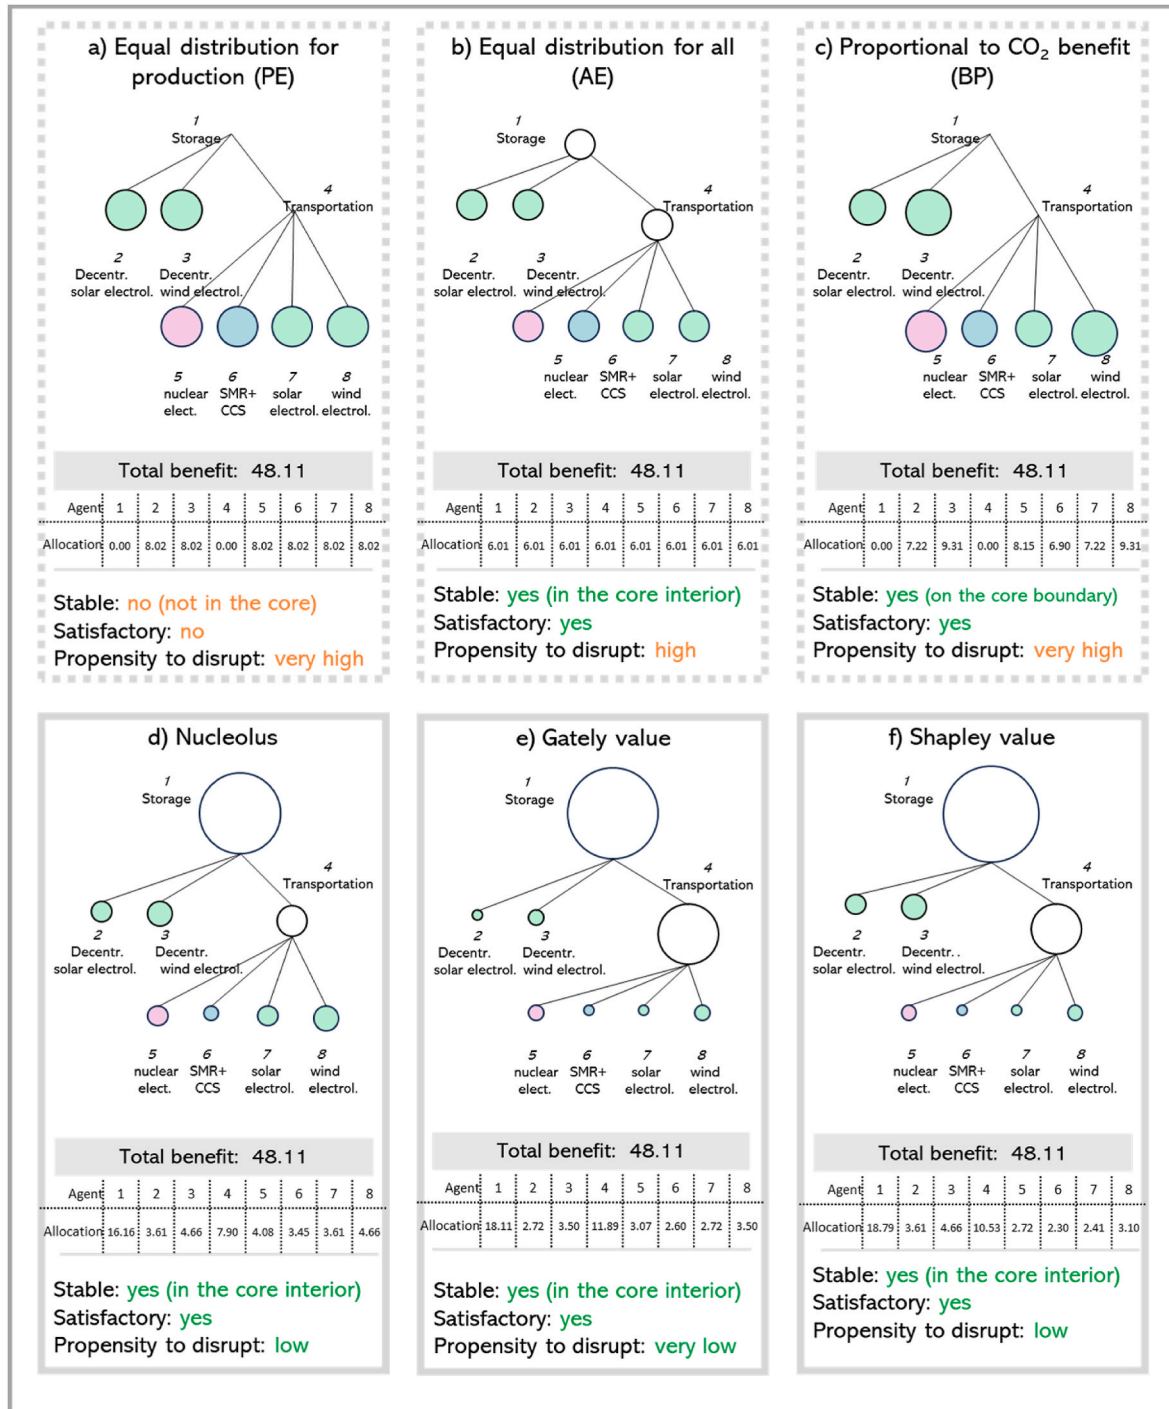 a) Equal distribution for
production (PE)
1
Storage
4
Transportation
2
3
Decentr.
Decentr.
solar electrol.
wind electrol.
5
6
7
8
nuclear
SMR+
solar
wind
elect.
CCS
electrol.
electrol.
Total benefit: 48.11
Agent 1 2 3 4 5 6 7 8
Allocation 0.00 8.02 8.02 0.00 8.02 8.02 8.02 8.02
Stable: no (not in the core)
Satisfactory: no
Propensity to disrupt: very high
b) Equal distribution for all
(AE)
1
Storage
4
Transportation
2
3
Decentr.
Decentr.
solar electrol.
wind electrol.
5
6
7
8
nuclear
SMR+
solar
wind
elect.
CCS
electrol.
electrol.
Total benefit: 48.11
Agent 1 2 3 4 5 6 7 8
Allocation 6.01 6.01 6.01 6.01 6.01 6.01 6.01 6.01
Stable: yes (in the core interior)
Satisfactory: yes
Propensity to disrupt: high
c) Proportional to CO₂ benefit
(BP)
1
Storage
4
Transportation
2
3
Decentr.
Decentr.
solar electrol.
wind electrol.
5
6
7
8
nuclear
SMR+
solar
wind
elect.
CCS
electrol.
electrol.
Total benefit: 48.11
Agent 1 2 3 4 5 6 7 8
Allocation 0.00 7.22 9.31 0.00 8.15 6.90 7.22 9.31
Stable: yes (on the core boundary)
Satisfactory: yes
Propensity to disrupt: very high
d) Nucleolus
1
Storage
4
Transportation
2
3
Decentr.
Decentr.
solar electrol.
wind electrol.
5
6
7
8
nuclear
SMR+
solar
wind
elect.
CCS
electrol.
electrol.
Total benefit: 48.11
Agent 1 2 3 4 5 6 7 8
Allocation 16.16 3.61 4.66 7.90 4.08 3.45 3.61 4.66
Stable: yes (in the core interior)
Satisfactory: yes
Propensity to disrupt: low
e) Gately value
1
Storage
4
Transportation
2
3
Decentr.
Decentr.
solar electrol.
wind electrol.
5
6
7
8
nuclear
SMR+
solar
wind
elect.
CCS
electrol.
electrol.
Total benefit: 48.11
Agent 1 2 3 4 5 6 7 8
Allocation 18.11 2.72 3.50 11.89 3.07 2.60 2.72 3.50
Stable: yes (in the core interior)
Satisfactory: yes
Propensity to disrupt: very low
f) Shapley value
1
Storage
4
Transportation
2
3
Decentr.
Decentr. .
solar electrol.
wind electrol.
5
6
7
8
nuclear
SMR+
solar
wind
elect.
CCS
electrol.
electrol.
Total benefit: 48.11
Agent 1 2 3 4 5 6 7 8
Allocation 18.79 3.61 4.66 10.53 2.72 2.30 2.41 3.10
Stable: yes (in the core interior)
Satisfactory: yes
Propensity to disrupt: low